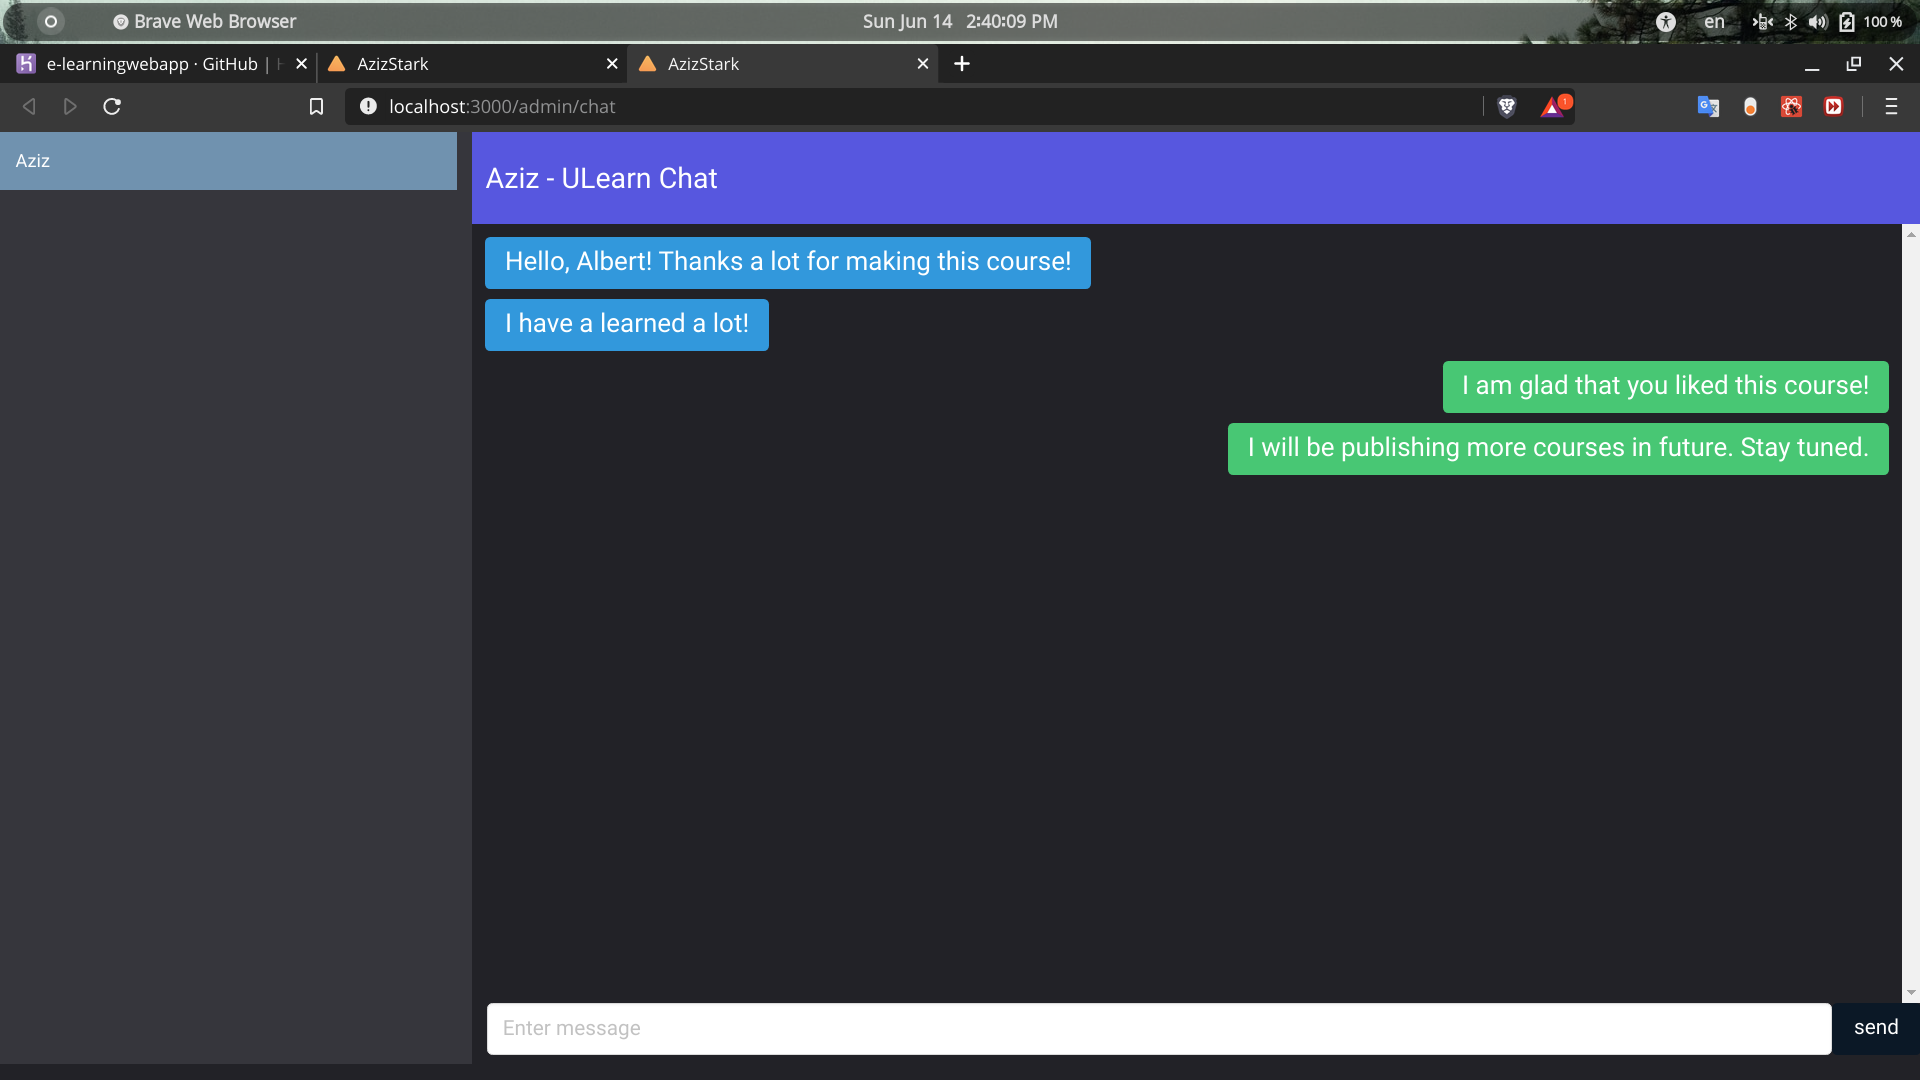 Brave Web Browser
Sun Jun 14 2:40:09 PM
en
100 %
e-learningwebapp · GitHub |
AzizStark
AzizStark
localhost:3000/admin/chat
1
Aziz
Aziz - ULearn Chat
Hello, Albert! Thanks a lot for making this course!
I have a learned a lot!
I am glad that you liked this course!
I will be publishing more courses in future. Stay tuned.
Enter message
send